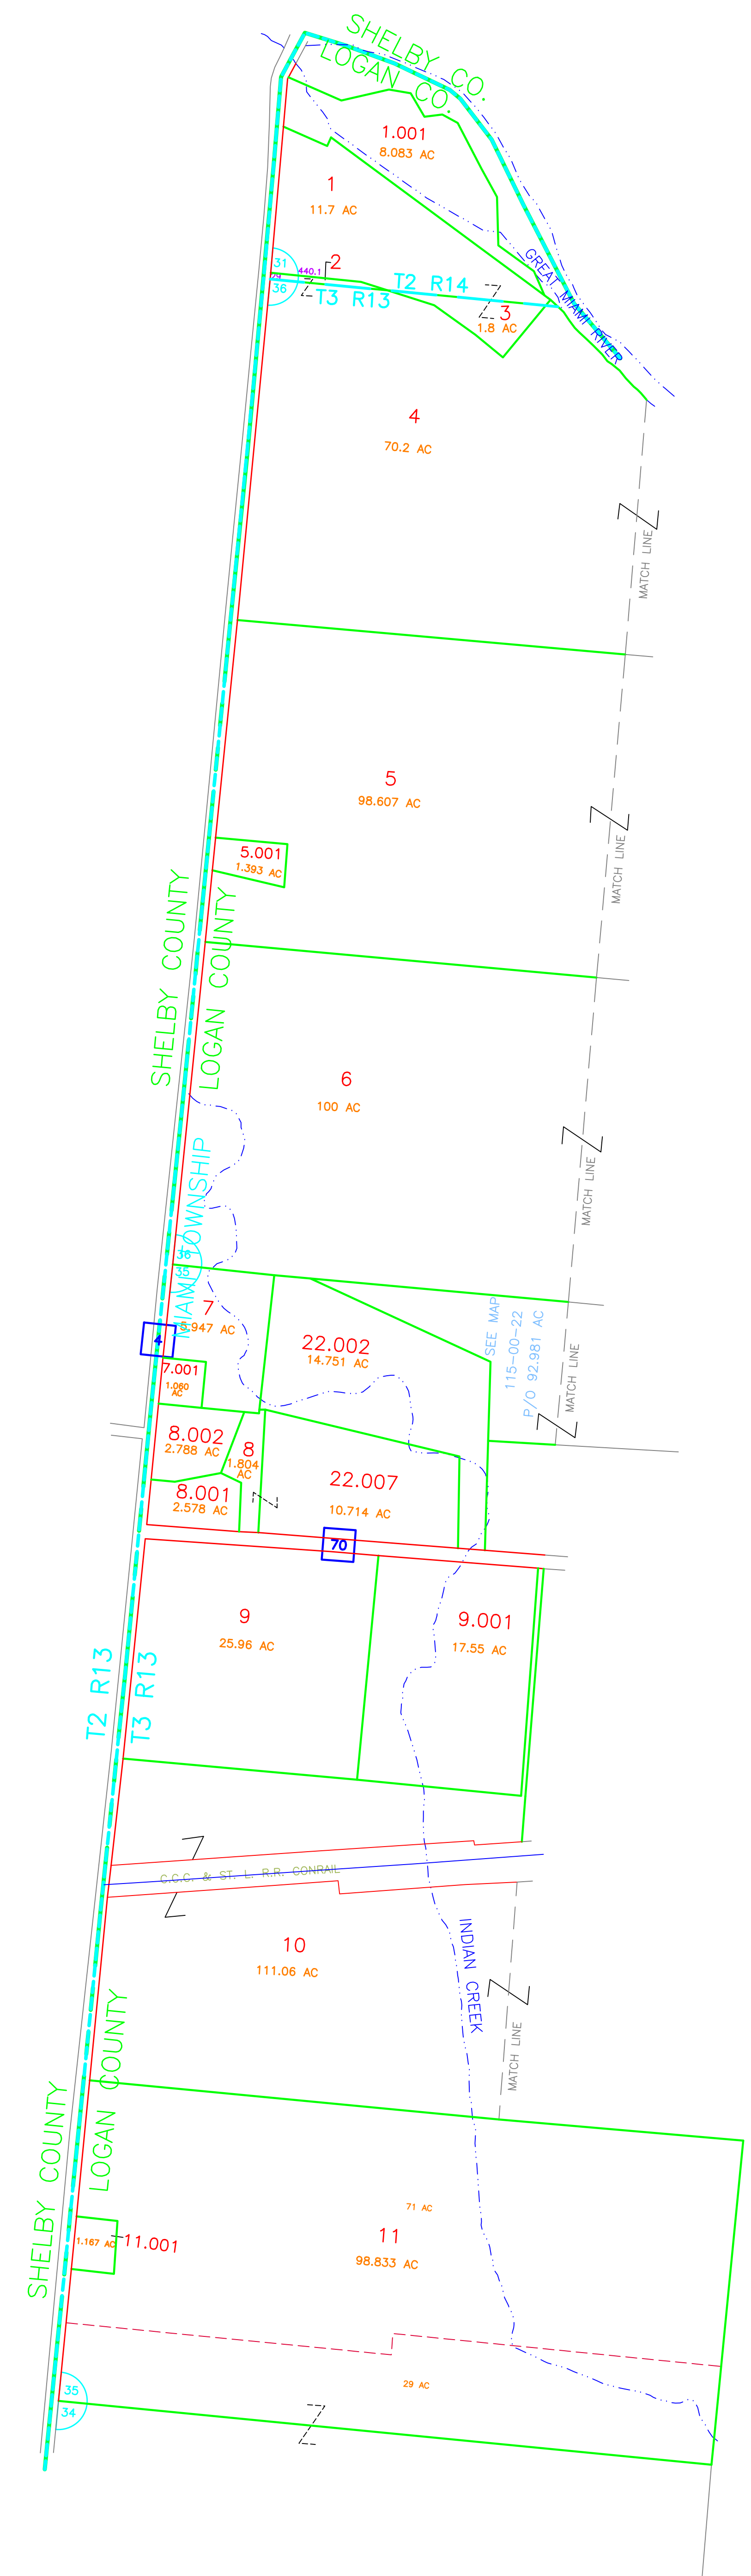 SHELBY CO.
LOGAN CO.
1.001
8.083 AC
1
11.7 AC
31
440.1
2
36
T2 R14
T3 R13
GREAT MIAMI RIVER
3
1.8 AC
4
70.2 AC
MATCH LINE
5
98.607 AC
5.001
1.393 AC
MATCH LINE
SHELBY COUNTY
LOGAN COUNTY
6
100 AC
MIAMI TOWNSHIP
MATCH LINE
36
35
7
5.947 AC
4
22.002
14.751 AC
SEE MAP
115-00-22
P/O 92.981 AC
MATCH LINE
7.001
1.060
AC
8.002
2.788 AC
8
1.804
AC
8.001
2.578 AC
22.007
10.714 AC
70
9
25.96 AC
9.001
17.55 AC
T2 R13
T3 R13
C.C.C. & ST. L. R.R. CONRAIL
10
111.06 AC
INDIAN CREEK
MATCH LINE
SHELBY COUNTY
LOGAN COUNTY
71 AC
11
98.833 AC
1.167 AC
11.001
29 AC
35
34